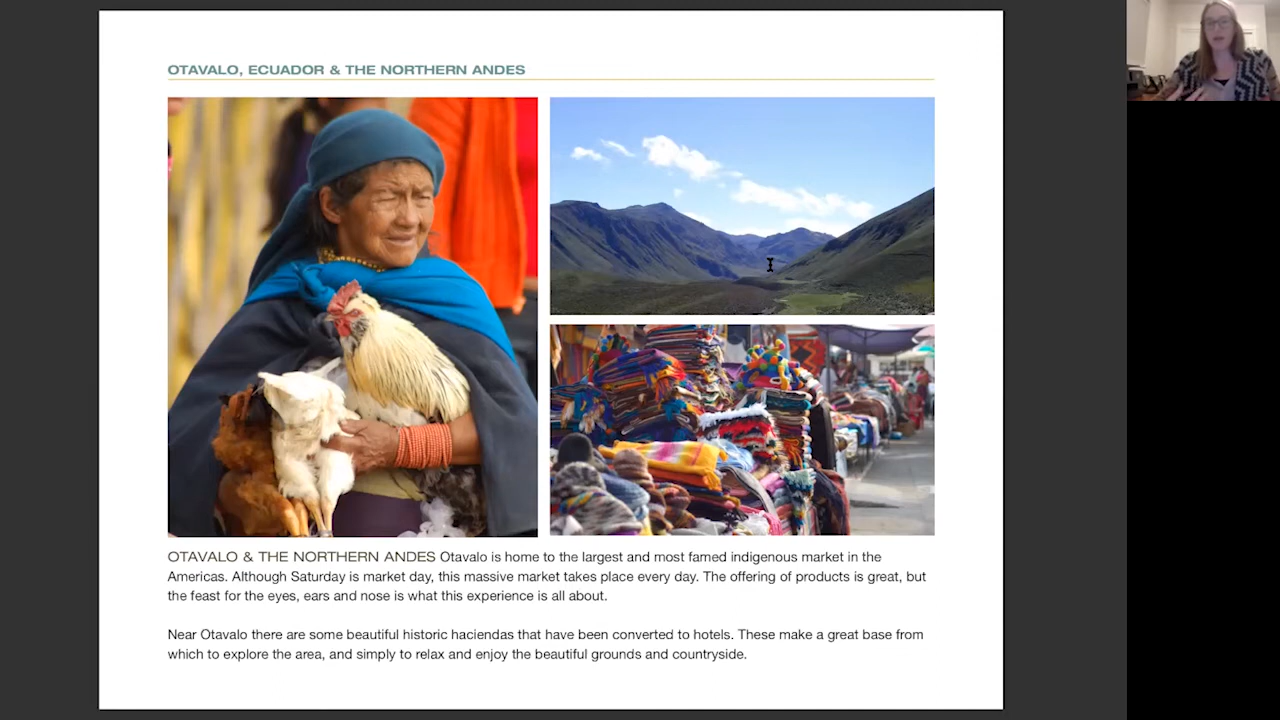 OTAVALO, ECUADOR & THE NORTHERN ANDES
OTAVALO & THE NORTHERN ANDES Otavalo is home to the largest and most famed indigenous market in the
Americas. Although Saturday is market day, this massive market takes place every day. The offering of products is great, but
the feast for the eyes, ears and nose is what this experience is all about.
Near Otavalo there are some beautiful historic haciendas that have been converted to hotels. These make a great base from
which to explore the area, and simply to relax and enjoy the beautiful grounds and countryside.